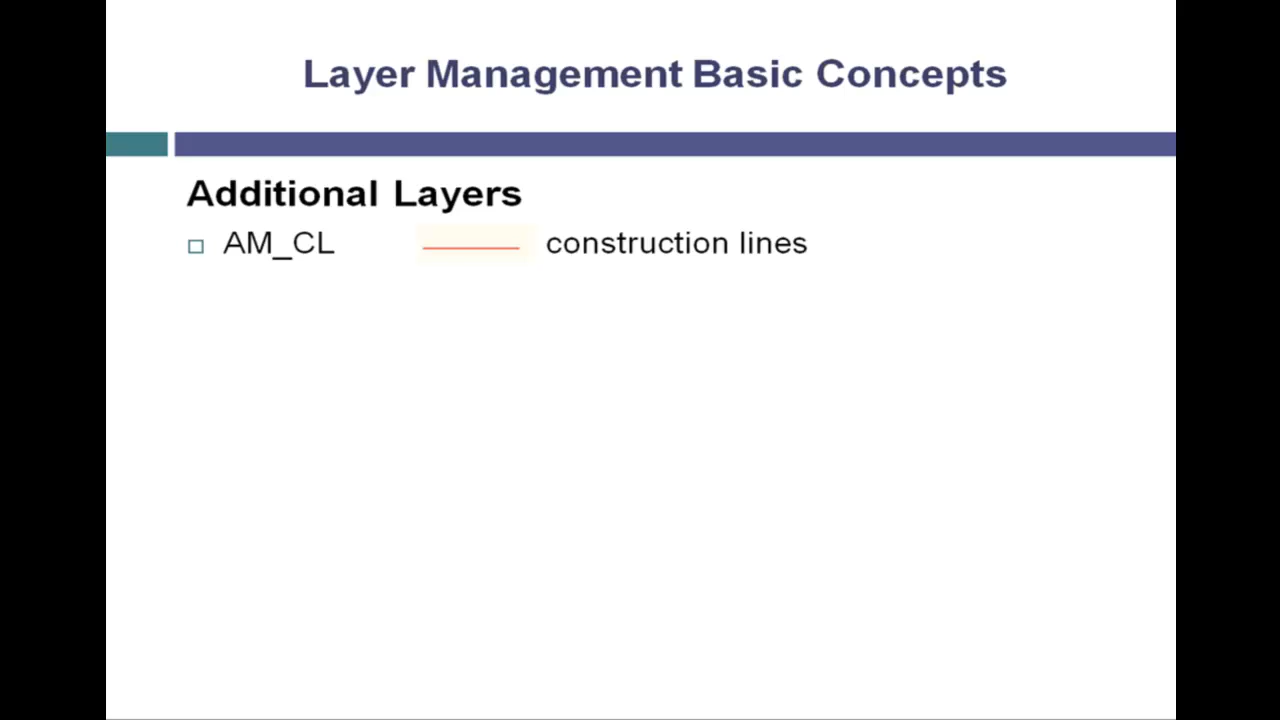 Layer Management Basic Concepts
Additional Layers
AM_CL construction lines